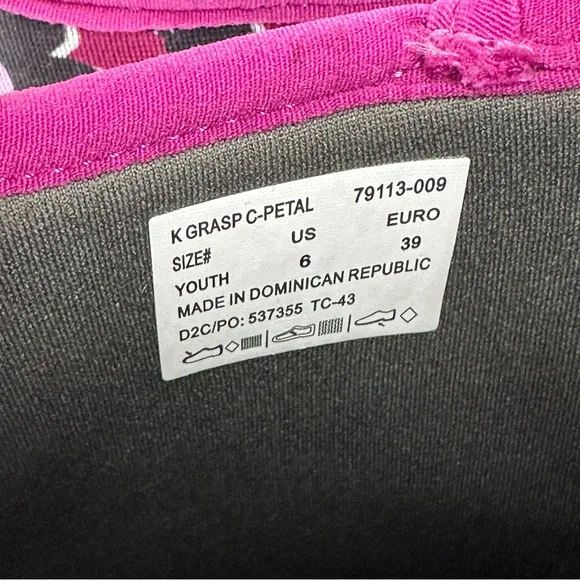 K GRASP C-PETAL 79113-009
SIZE# US EURO
YOUTH 6 39
MADE IN DOMINICAN REPUBLIC
D2C/PO: 537355 TC-43